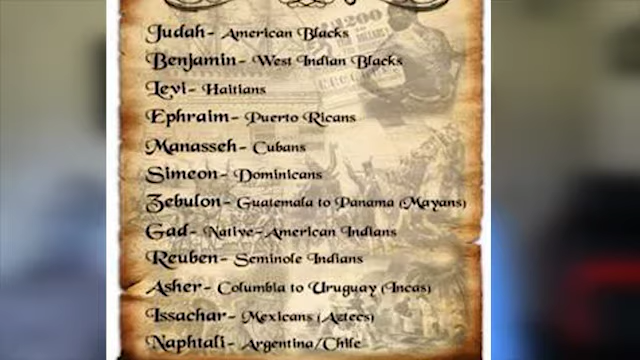 Judah- American Blacks
Benjamin- West Indian Blacks
Levi- Haitians
Ephraim- Puerto Ricans
Manasseh- Cubans
Simeon- Dominicans
Zebulon- Guatemala to Panama (Mayans)
Gad- Native-American Indians
Reuben- Seminole Indians
Asher- Columbia to Uruguay (Incas)
Issachar- Mexicans (Aztecs)
Naphtali- Argentina/Chile